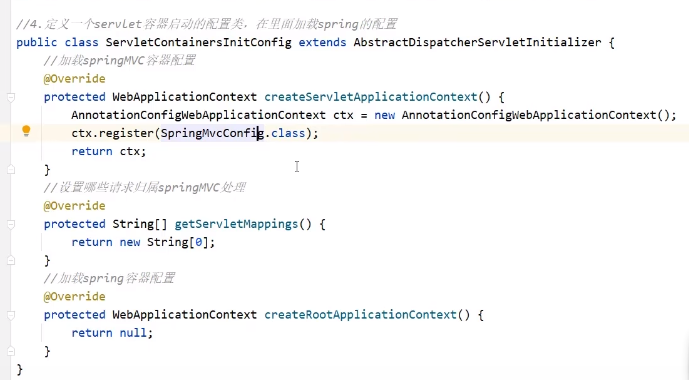 //4.定义一个servlet容器启动的配置类，在里面加载spring的配置
public class ServletContainersInitConfig extends AbstractDispatcherServletInitializer {
    //加载springMVC容器配置
    @Override
    protected WebApplicationContext createServletApplicationContext() {
        AnnotationConfigWebApplicationContext ctx = new AnnotationConfigWebApplicationContext();
        ctx.register(SpringMvcConfig.class);
        return ctx;
    }
    //设置哪些请求归属springMVC处理
    @Override
    protected String[] getServletMappings() {
        return new String[0];
    }
    //加载spring容器配置
    @Override
    protected WebApplicationContext createRootApplicationContext() {
        return null;
    }
}